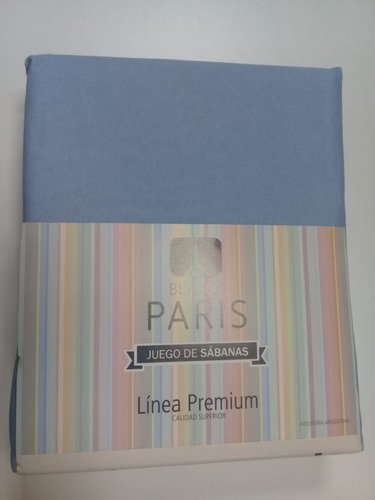 PARIS
JUEGO DE SÁBANAS
Línea Premium
CALIDAD SUPERIOR
INDUSTRIA ARGENTINA